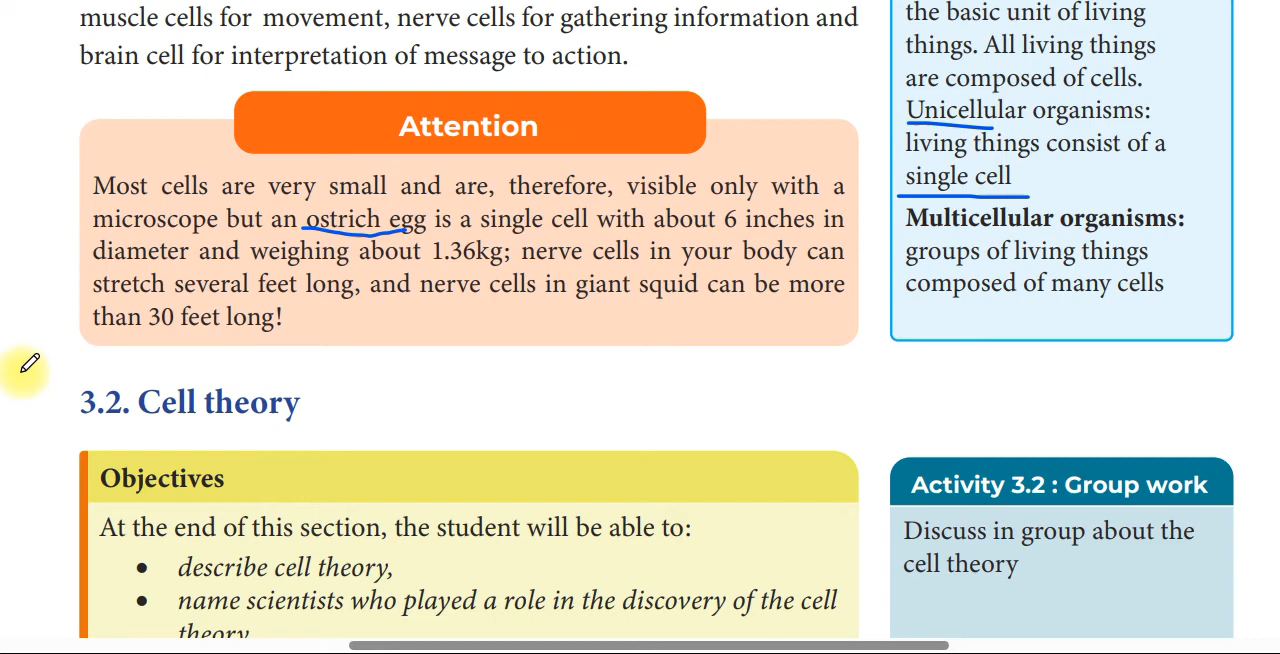 muscle cells for movement, nerve cells for gathering information and
brain cell for interpretation of message to action.
Attention
Most cells are very small and are, therefore, visible only with a
microscope but an ostrich egg is a single cell with about 6 inches in
diameter and weighing about 1.36kg; nerve cells in your body can
stretch several feet long, and nerve cells in giant squid can be more
than 30 feet long!
the basic unit of living
things. All living things
are composed of cells.
Unicellular organisms:
living things consist of a
single cell
Multicellular organisms:
groups of living things
composed of many cells
3.2. Cell theory
Objectives
At the end of this section, the student will be able to:
• describe cell theory,
• name scientists who played a role in the discovery of the cell
theory
Activity 3.2 : Group work
Discuss in group about the
cell theory